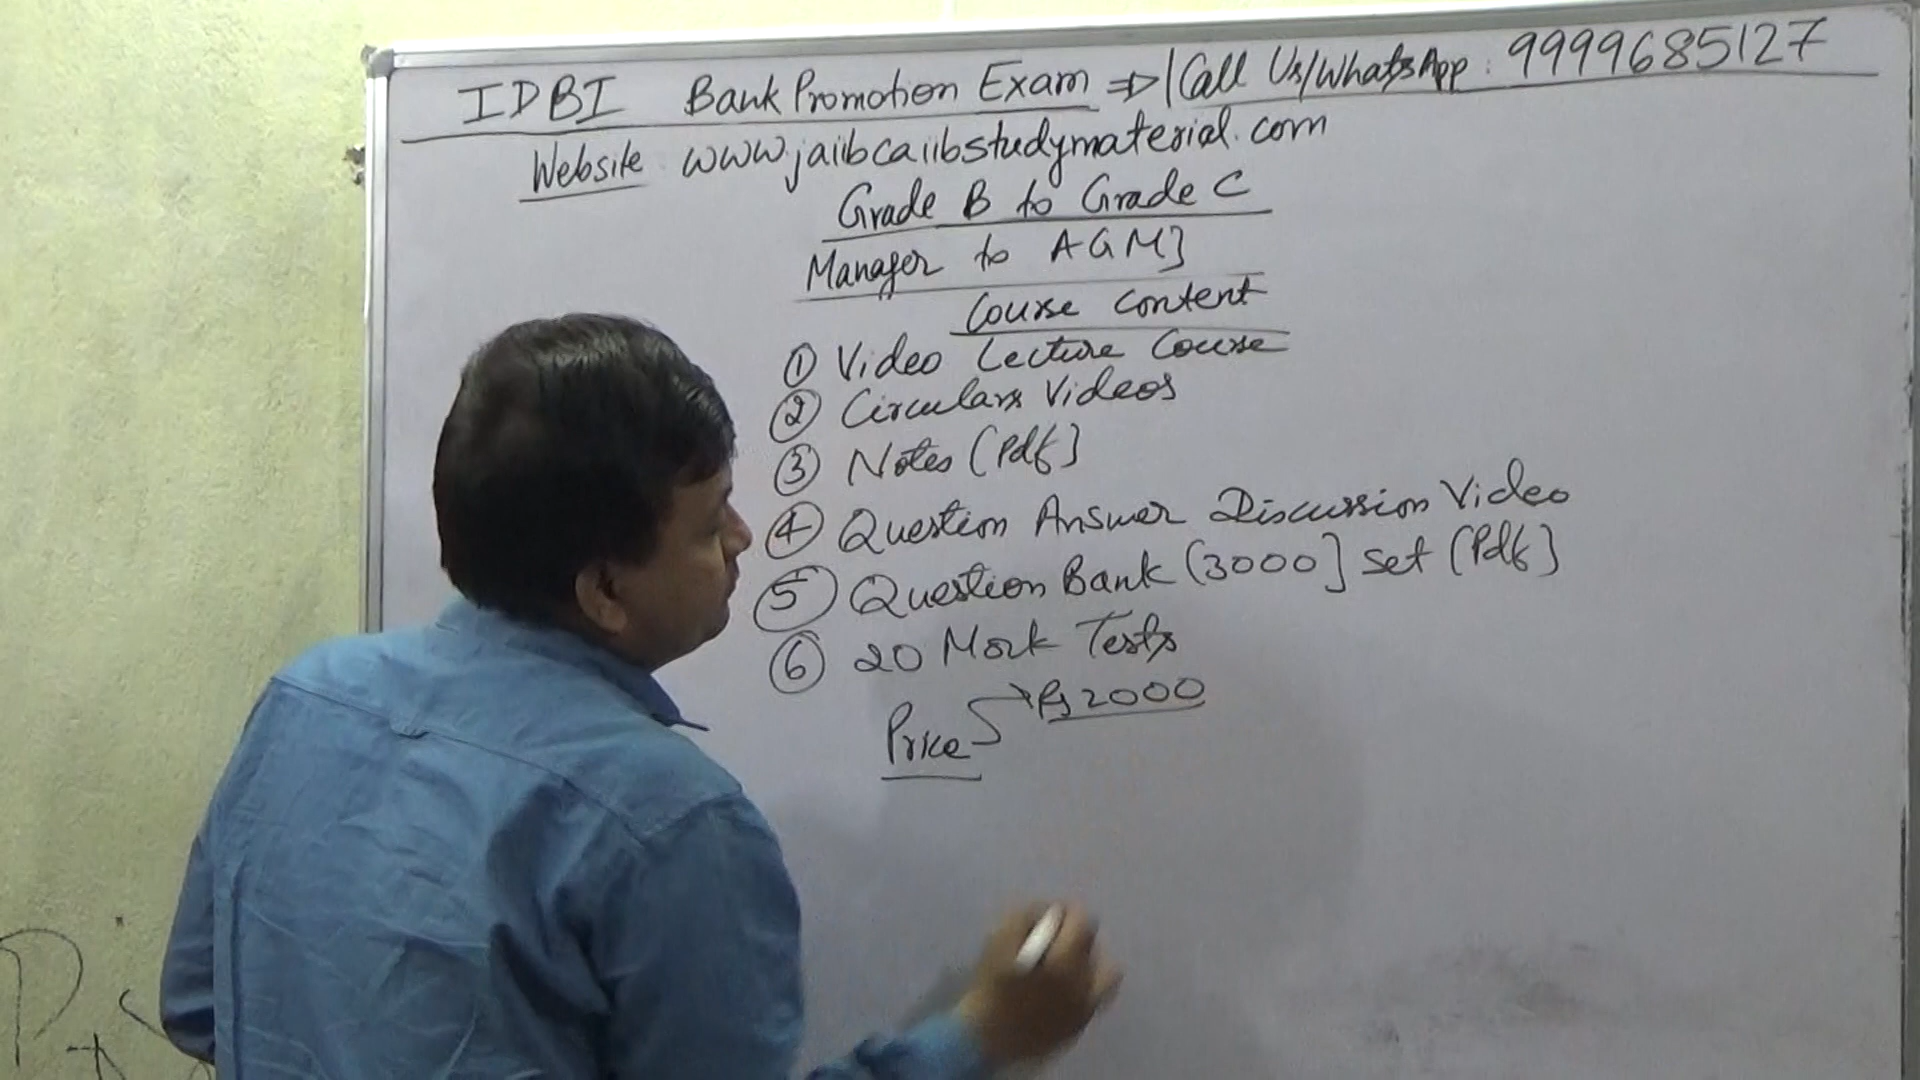 IDBI Bank Promotion Exam ⇒ | Call Us/WhatsApp : 9999685127
Website www.jaiibcaiibstudymaterial.com
Grade B to Grade C
Manager to AGM]
Course Content
① Video Lecture Course
② Circulars Videos
③ Notes (Pdf]
④ Question Answer Discussion Video
⑤ Question Bank (3000] Set (Pdf]
⑥ 20 Mock Tests
Price → Rs 2000